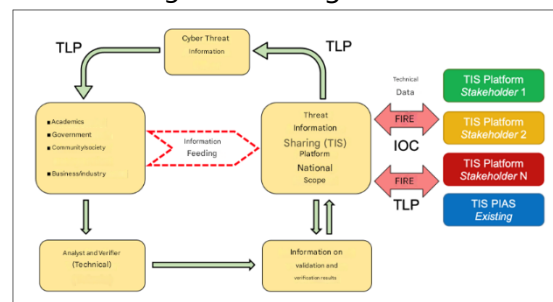 Cyber Threat
Information
TLP
TLP
Academics
Government
Community/society
Business/industry
Information
Feeding
Threat
Information
Sharing (TIS)
Platform
National
Scope
Technical
Data
FIRE
IOC
FIRE
TLP
TIS Platform
Stakeholder 1
TIS Platform
Stakeholder 2
TIS Platform
Stakeholder N
TIS PIAS
Existing
Analyst and Verifier
(Technical)
Information on
validation and
verification results